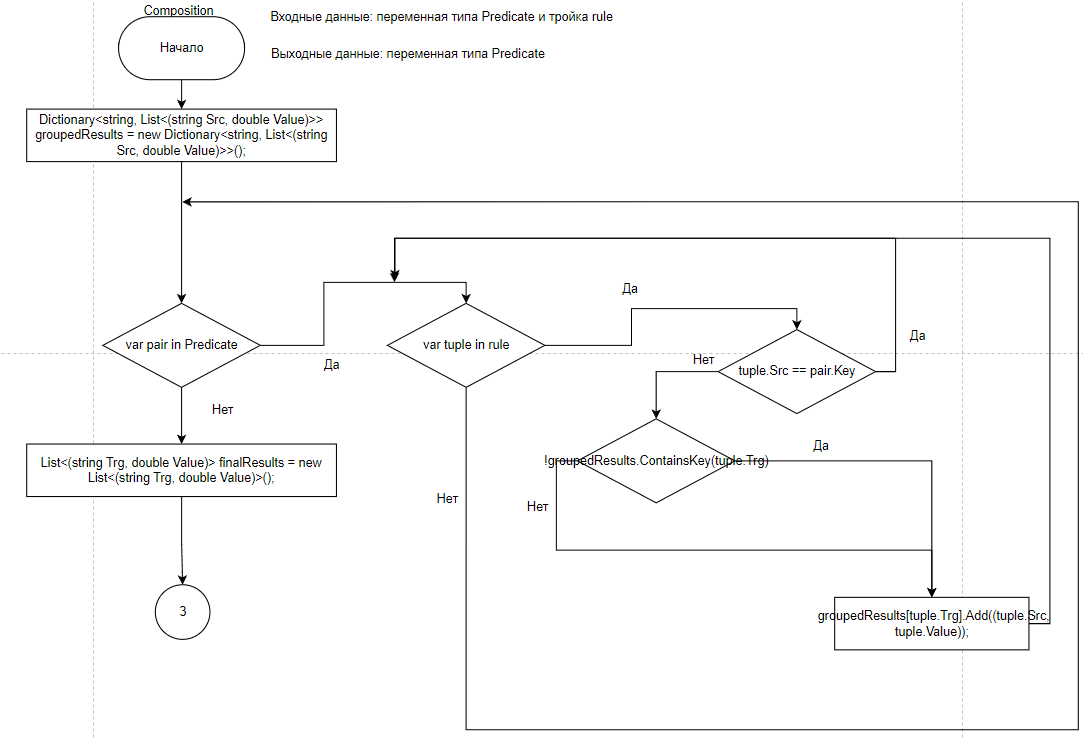 Composition
Входные данные: переменная типа Predicate и тройка rule
Начало
Выходные данные: переменная типа Predicate
Dictionary<string, List<(string Src, double Value)>>
groupedResults = new Dictionary<string, List<(string
Src, double Value)>>();
var pair in Predicate
Да
var tuple in rule
Да
tuple.Src == pair.Key
Да
Нет
Нет
!groupedResults.ContainsKey(tuple.Trg)
Да
Нет
Нет
List<(string Trg, double Value)> finalResults = new
List<(string Trg, double Value)>();
3
groupedResults[tuple.Trg].Add((tuple.Src,
tuple.Value));